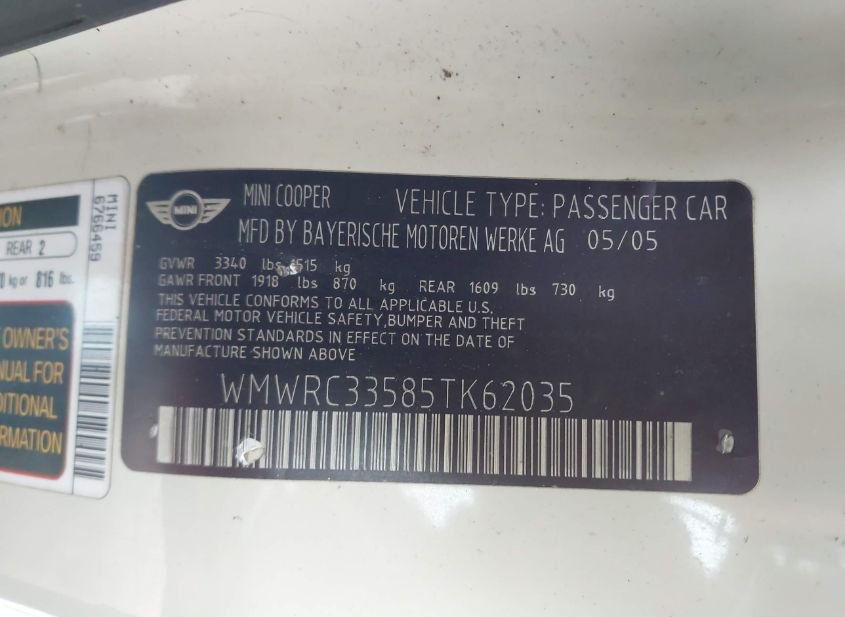 MINI
MINI COOPER VEHICLE TYPE: PASSENGER CAR
MFD BY BAYERISCHE MOTOREN WERKE AG 05/05
GVWR 3340 lbs 1515 kg
GAWR FRONT 1918 lbs 870 kg REAR 1609 lbs 730 kg
THIS VEHICLE CONFORMS TO ALL APPLICABLE U.S.
FEDERAL MOTOR VEHICLE SAFETY,BUMPER AND THEFT
PREVENTION STANDARDS IN EFFECT ON THE DATE OF
MANUFACTURE SHOWN ABOVE
WMWRC33585TK62035
REAR 2
kg or 816 lbs.
OWNER'S
FOR
MINI
6766459